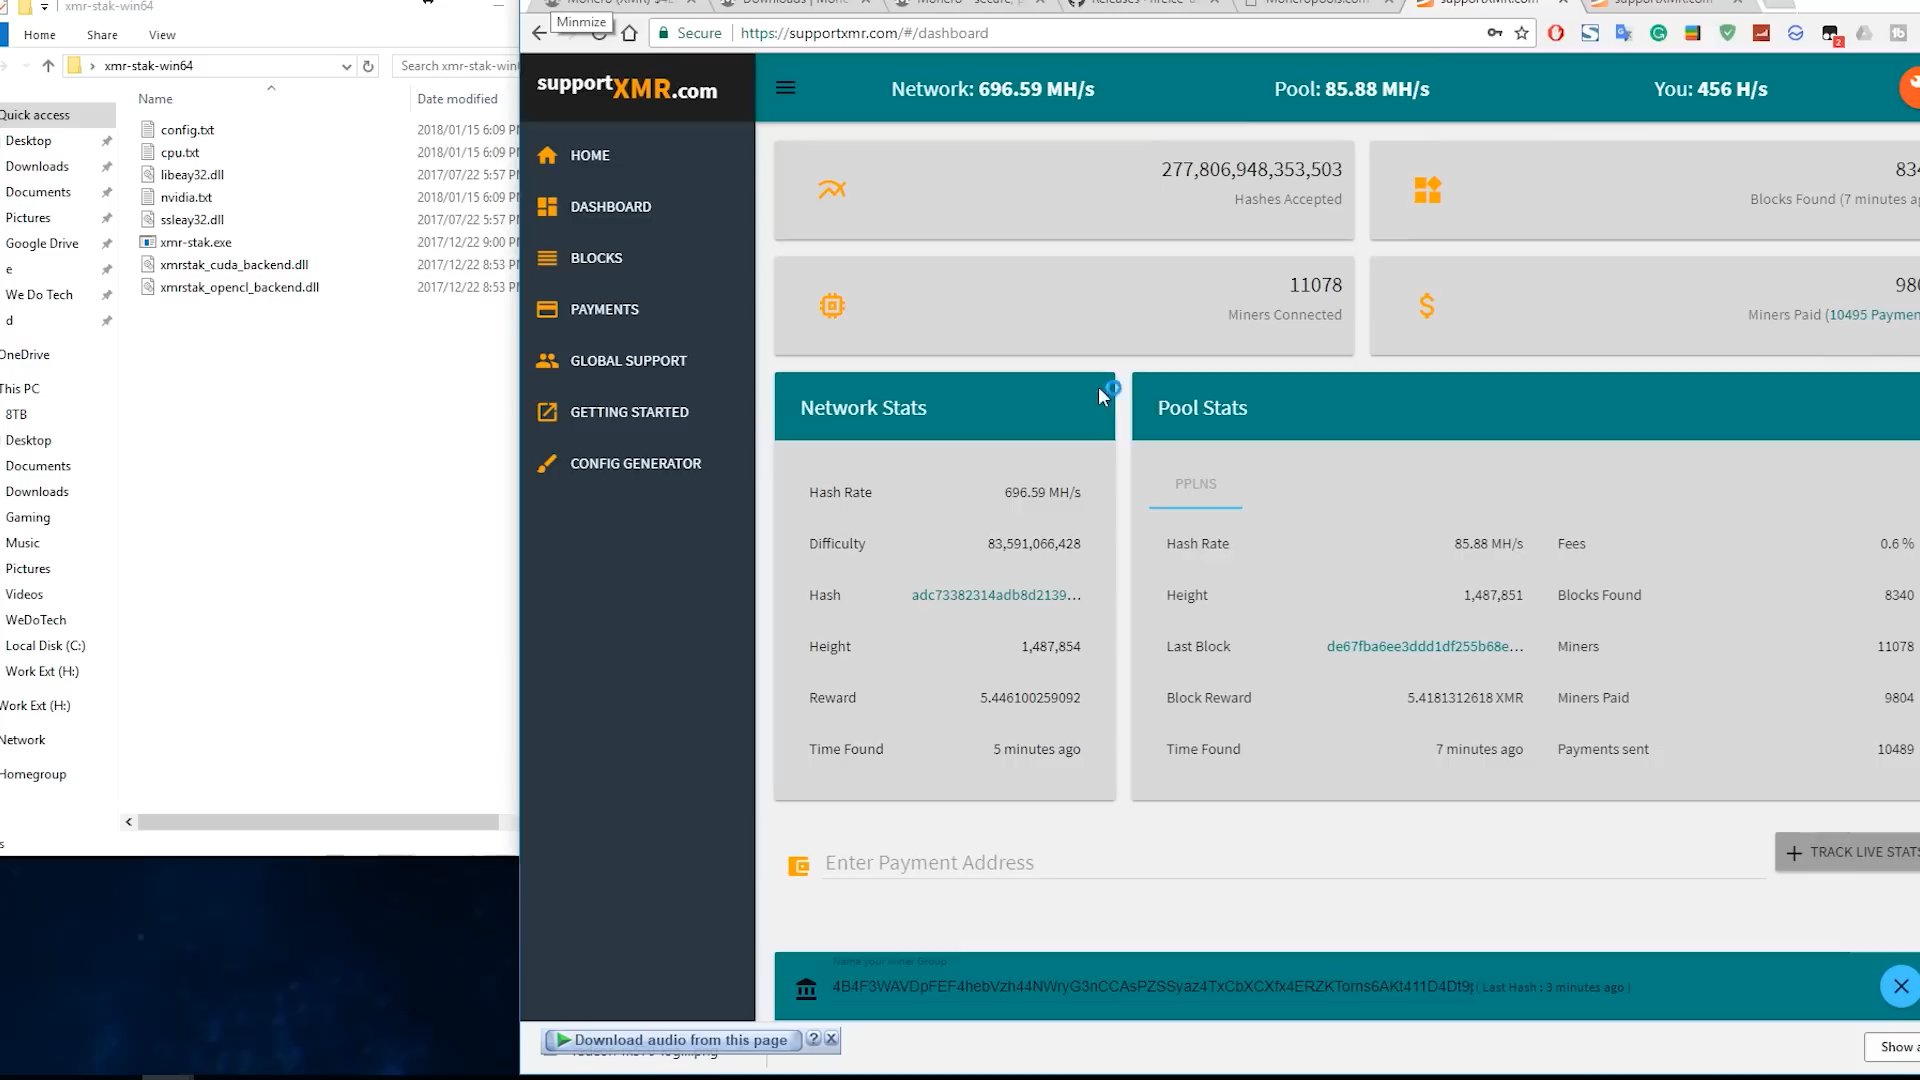 xmr-stak-win64
Home Share View
xmr-stak-win64
Search xmr-stak-win
Name Date modified
Quick access
Desktop
Downloads
Documents
Pictures
Google Drive
e
We Do Tech
d
OneDrive
This PC
8TB
Desktop
Documents
Downloads
Gaming
Music
Pictures
Videos
WeDoTech
Local Disk (C:)
Work Ext (H:)
Work Ext (H:)
Network
Homegroup
config.txt 2018/01/15 6:09 P
cpu.txt 2018/01/15 6:09 P
libeay32.dll 2017/07/22 5:57 P
nvidia.txt 2018/01/15 6:09 P
ssleay32.dll 2017/07/22 5:57 P
xmr-stak.exe 2017/12/22 9:00 P
xmrstak_cuda_backend.dll 2017/12/22 8:53 P
xmrstak_opencl_backend.dll 2017/12/22 8:53 P
s
Minmize
Secure https://supportxmr.com/#/dashboard
2
supportXMR.com
Network: 696.59 MH/s Pool: 85.88 MH/s You: 456 H/s
HOME
DASHBOARD
BLOCKS
PAYMENTS
GLOBAL SUPPORT
GETTING STARTED
CONFIG GENERATOR
277,806,948,353,503
Hashes Accepted
834
Blocks Found (7 minutes ag
11078
Miners Connected
980
Miners Paid (10495 Paymen
Network Stats
Hash Rate 696.59 MH/s
Difficulty 83,591,066,428
Hash adc73382314adb8d2139...
Height 1,487,854
Reward 5.446100259092
Time Found 5 minutes ago
Pool Stats
PPLNS
Hash Rate 85.88 MH/s Fees 0.6 %
Height 1,487,851 Blocks Found 8340
Last Block de67fba6ee3ddd1df255b68e... Miners 11078
Block Reward 5.4181312618 XMR Miners Paid 9804
Time Found 7 minutes ago Payments sent 10489
Enter Payment Address
TRACK LIVE STATS
Name your Miner Group
4B4F3WAVDpFEF4hebVzh44NWryG3nCCAsPZSSyaz4TxCbXCXfx4ERZKToms6AKt411D4Dt9 ( Last Hash : 3 minutes ago )
Download audio from this page ?
Show a